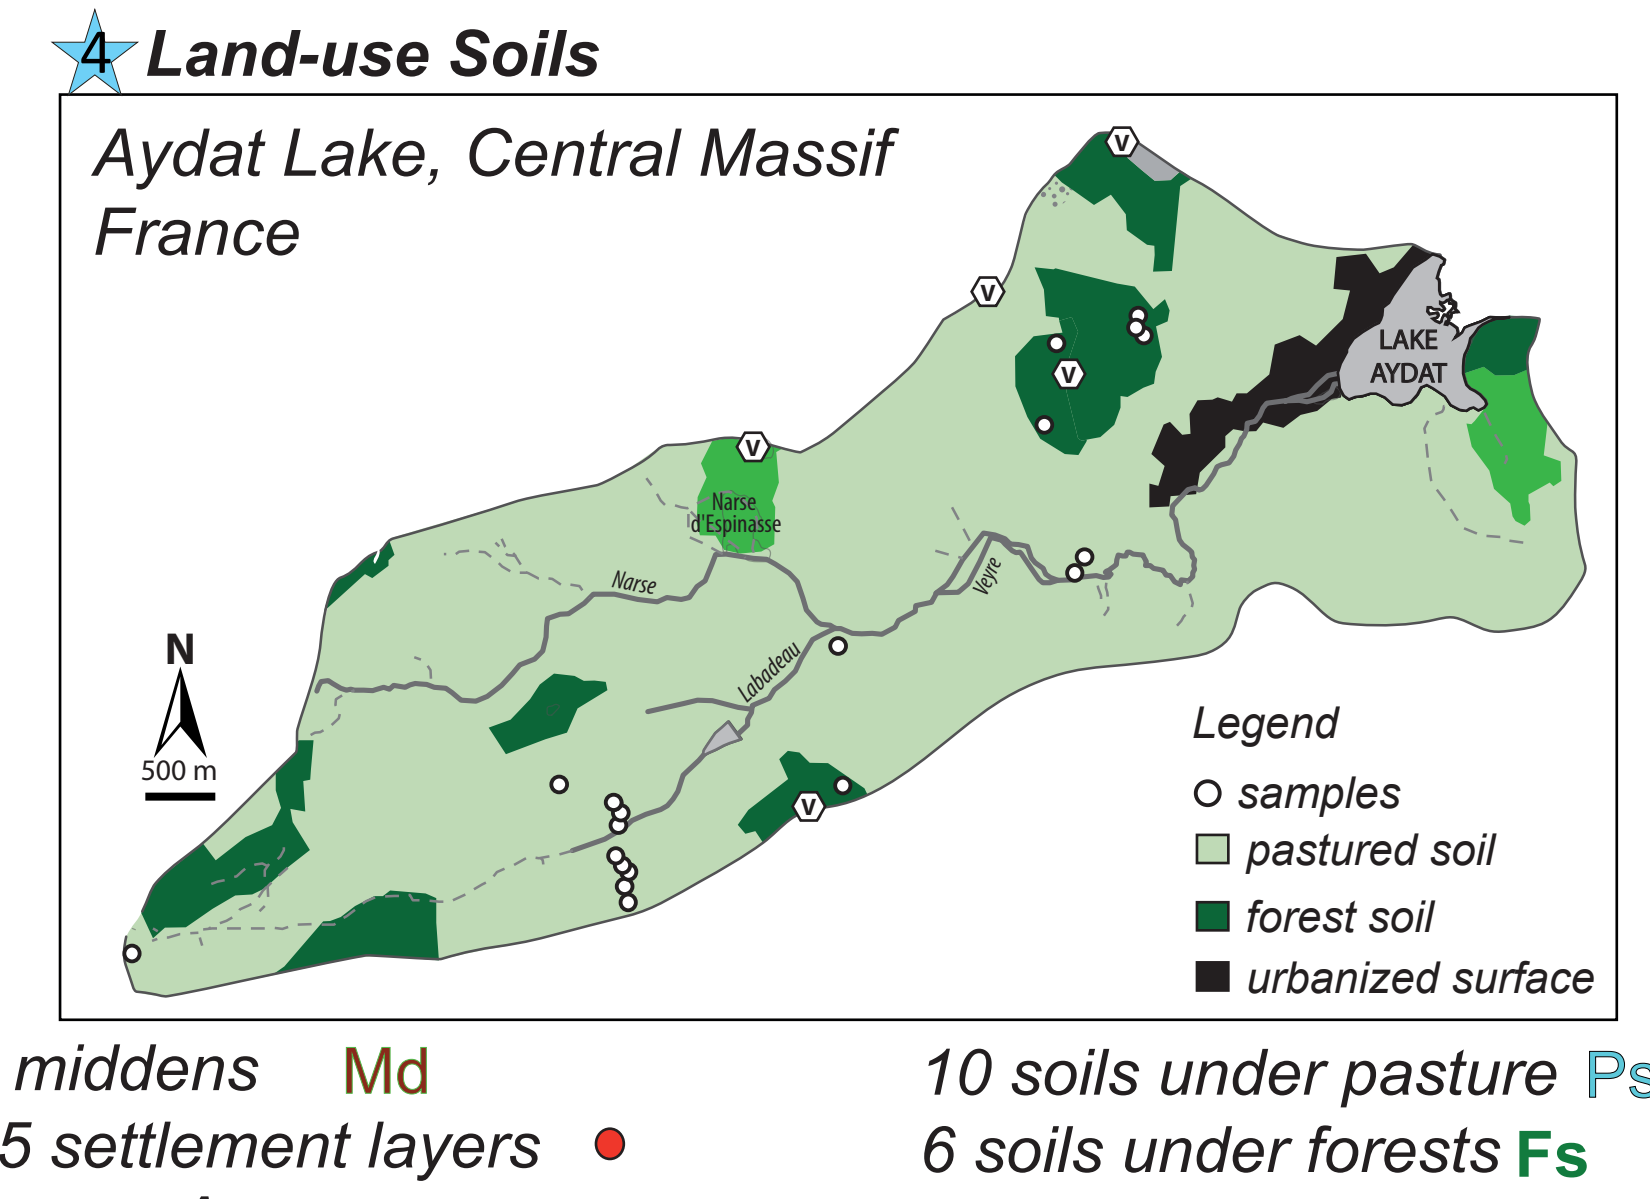 4 Land-use Soils
Aydat Lake, Central Massif
France
V
V
V
V
V
LAKE
AYDAT
Narse
d'Espinasse
Narse
Veyre
Labadeau
N
500 m
Legend
samples
pastured soil
forest soil
urbanized surface
middens Md
5 settlement layers
10 soils under pasture Ps
6 soils under forests Fs